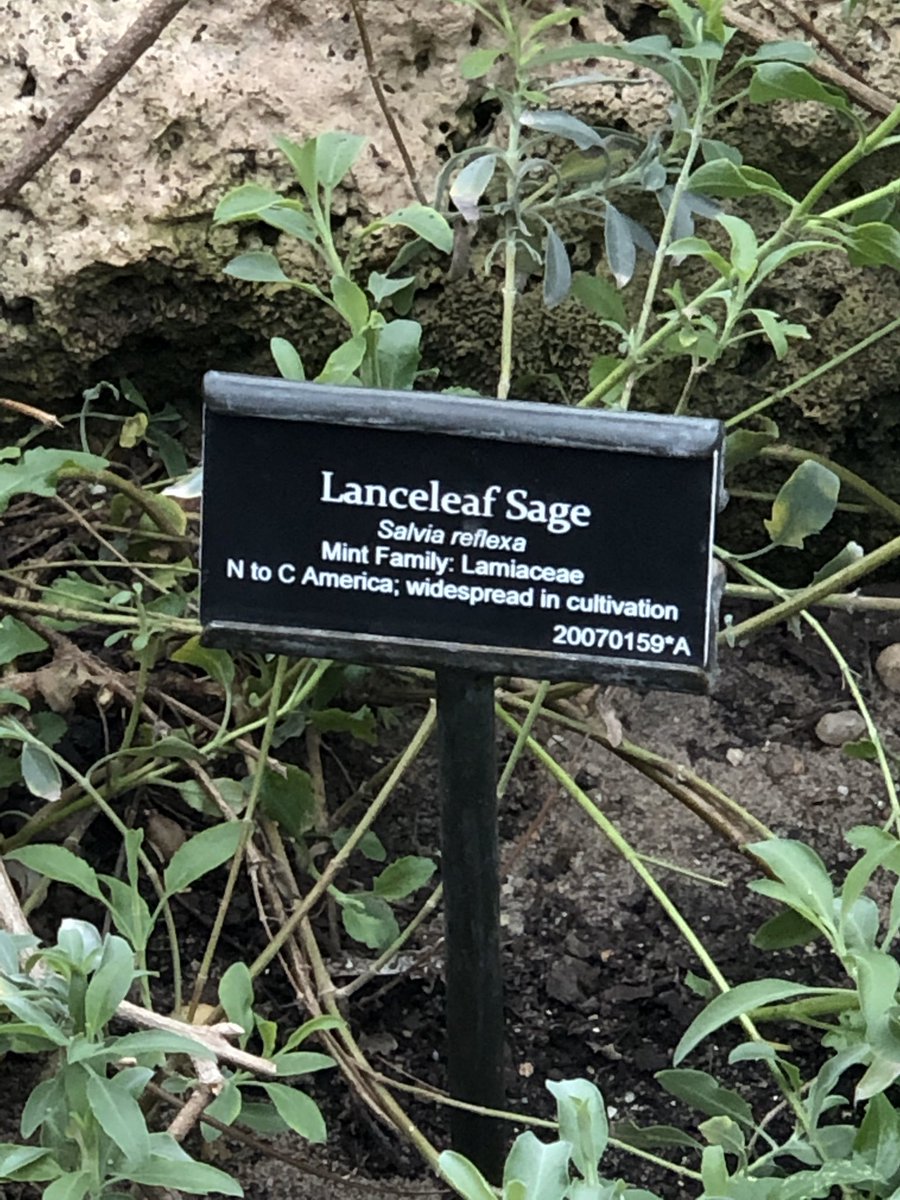 Lanceleaf Sage
Salvia reflexa
Mint Family: Lamiaceae
N to C America; widespread in cultivation
20070159*A